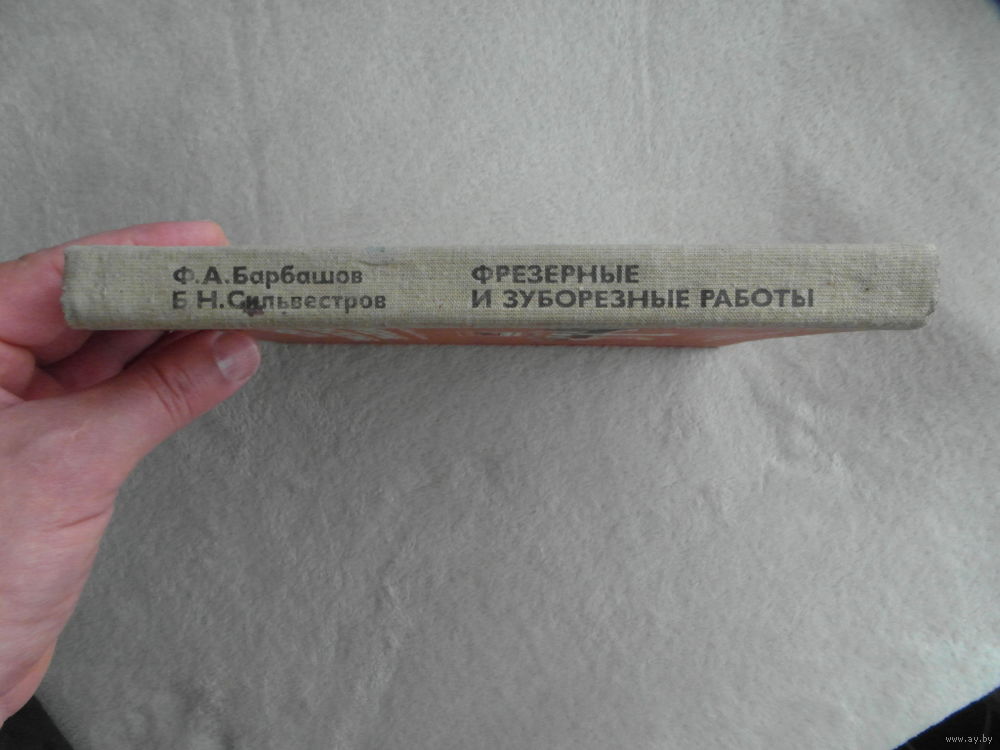 Ф.А.Барбашов
Б.Н.Сильвестров
ФРЕЗЕРНЫЕ
И ЗУБОРЕЗНЫЕ РАБОТЫ
www.ay.by